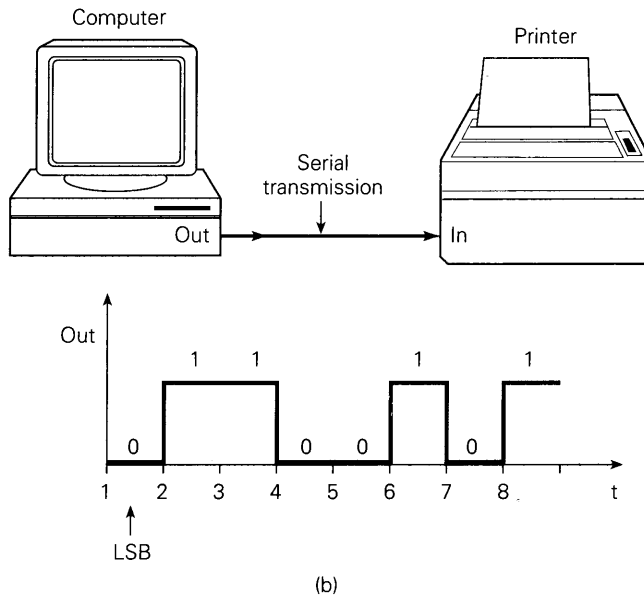 Computer
Printer
Serial
transmission
Out
In
Out
1 1 1 1
0 0 0 0
1 2 3 4 5 6 7 8 t
LSB
(b)